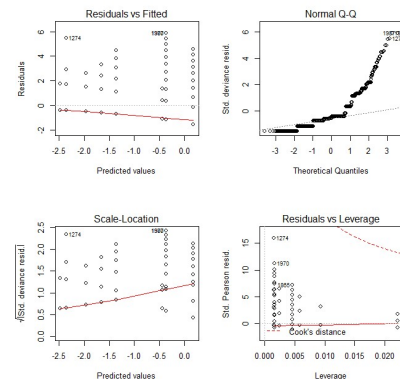 Residuals vs Fitted
Residuals
6
4
2
0
-2
1274
-2.5 -2.0 -1.5 -1.0 -0.5 0.0
Predicted values
Normal Q-Q
Std. deviance resid.
6
4
2
0
-3 -2 -1 0 1 2 3
Theoretical Quantiles
Scale-Location
√|Std. deviance resid.|
2.5
2.0
1.5
1.0
0.5
0.0
1274
-2.5 -2.0 -1.5 -1.0 -0.5 0.0
Predicted values
Residuals vs Leverage
Std. Pearson resid.
15
10
5
0
1274
1970
Cook's distance
0.000 0.005 0.010 0.015 0.020
Leverage